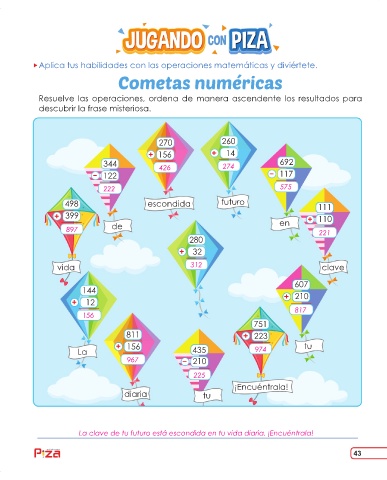 JUGANDO CON PIZA
▶Aplica tus habilidades con las operaciones matemáticas y diviértete.
Cometas numéricas
Resuelve las operaciones, ordena de manera ascendente los resultados para
descubrir la frase misteriosa.
344
- 122
222
de
270
+ 156
426
escondida
260
+ 14
274
futuro
692
- 117
575
en
498
+ 399
897
vida
280
+ 32
312
111
+ 110
221
clave
144
+ 12
156
La
811
+ 156
967
diaria
435
- 210
225
tu
751
+ 223
974
¡Encuéntrala!
607
+ 210
817
tu
La clave de tu futuro está escondida en tu vida diaria. ¡Encuéntrala!
Piza
43